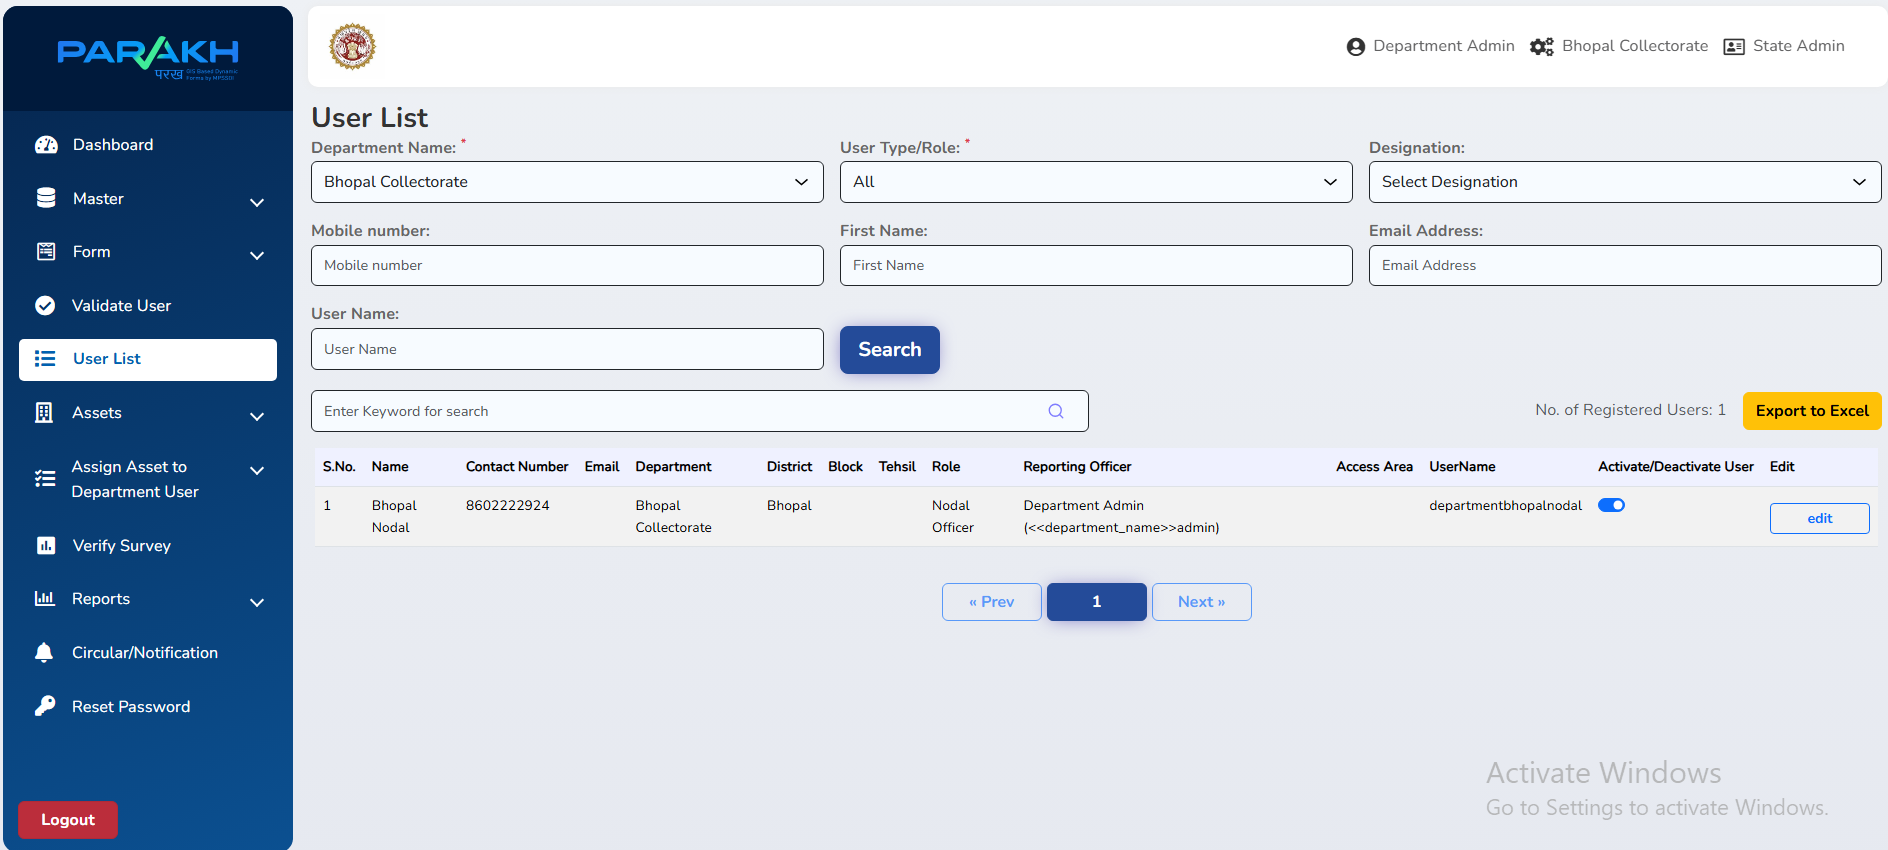 PARAKH
परख GIS Based Dynamic
Forms by MPSSDI
Dashboard
Master
Form
Validate User
User List
Assets
Assign Asset to
Department User
Verify Survey
Reports
Circular/Notification
Reset Password
Logout
Department Admin Bhopal Collectorate State Admin
User List
Department Name: * User Type/Role: * Designation:
Bhopal Collectorate All Select Designation
Mobile number: First Name: Email Address:
Mobile number First Name Email Address
User Name:
User Name Search
Enter Keyword for search No. of Registered Users: 1 Export to Excel
S.No. Name Contact Number Email Department District Block Tehsil Role Reporting Officer Access Area UserName Activate/Deactivate User Edit
1 Bhopal 8602222924 Bhopal Bhopal Nodal Department Admin departmentbhopalnodal
Nodal Collectorate Officer (<<department_name>>admin) edit
« Prev 1 Next »
Activate Windows
Go to Settings to activate Windows.